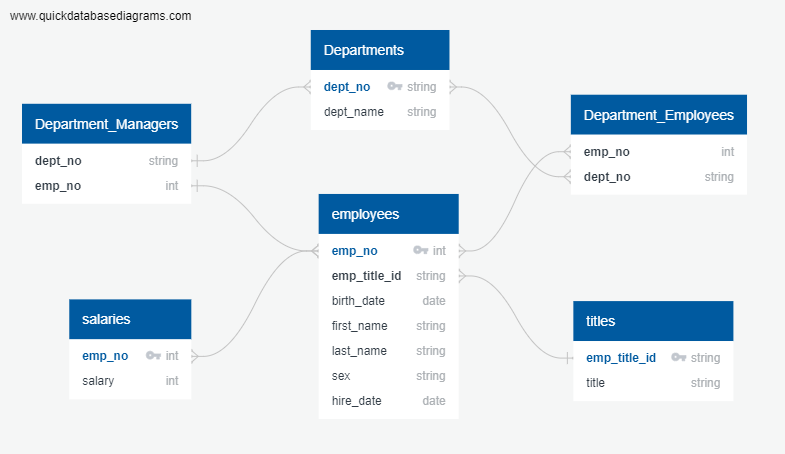 www.quickdatabasediagrams.com
Departments
dept_no string
dept_name string
Department_Managers
dept_no string
emp_no int
Department_Employees
emp_no int
dept_no string
employees
emp_no int
emp_title_id string
birth_date date
first_name string
last_name string
sex string
hire_date date
salaries
emp_no int
salary int
titles
emp_title_id string
title string